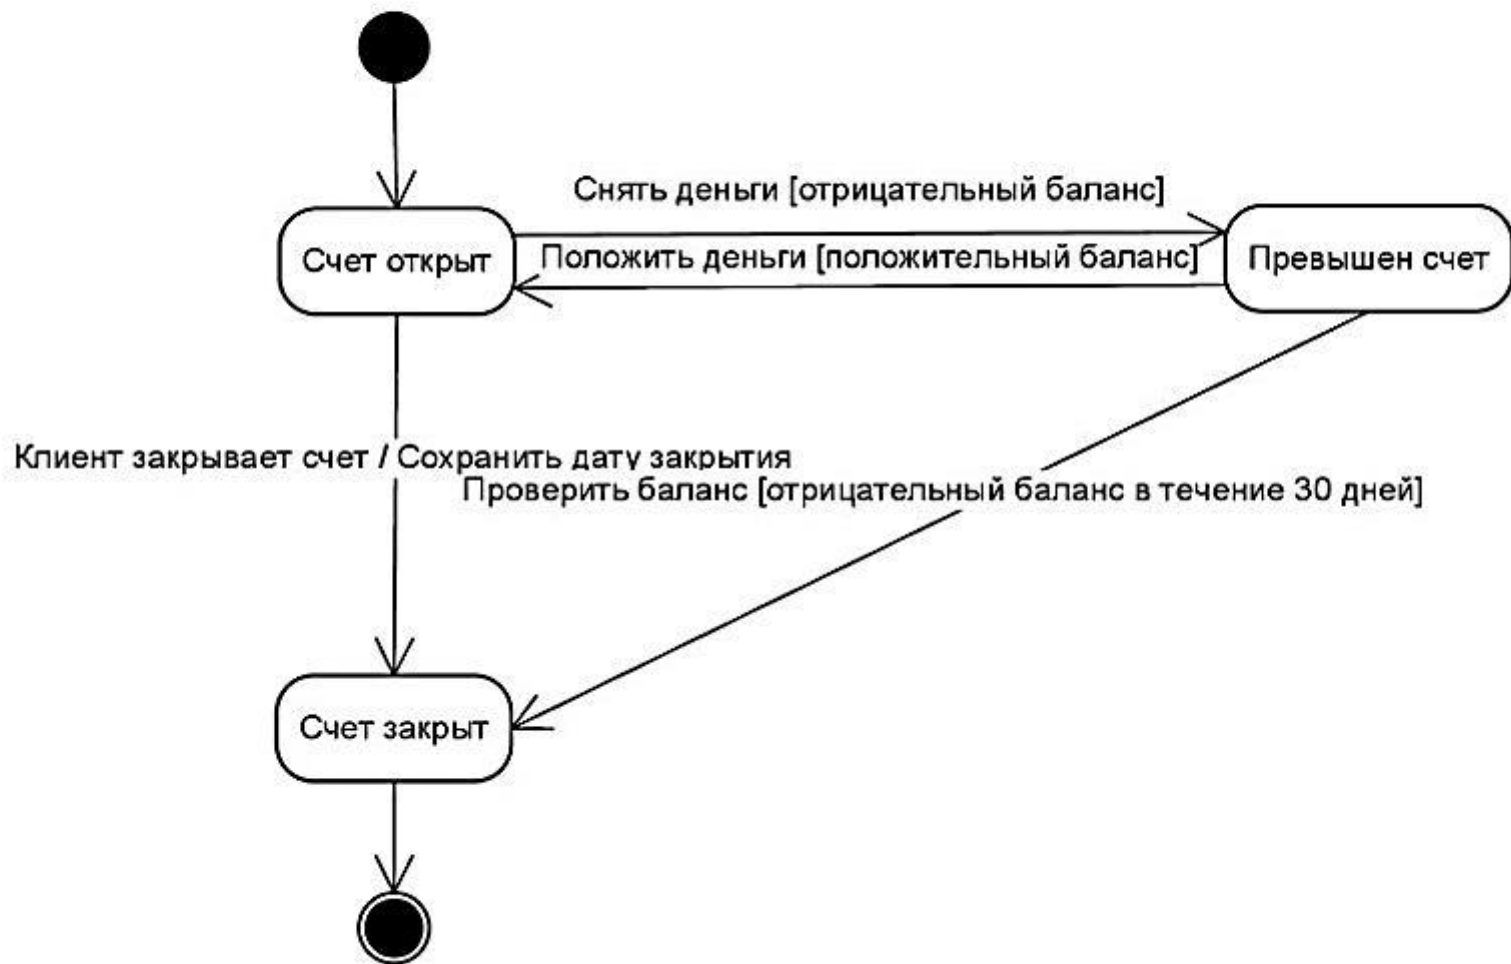 Снять деньги [отрицательный баланс]
Счет открыт
Положить деньги [положительный баланс]
Превышен счет
Клиент закрывает счет / Сохранить дату закрытия
Проверить баланс [отрицательный баланс в течение 30 дней]
Счет закрыт